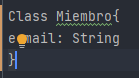 Class Miembro{
email: String
}